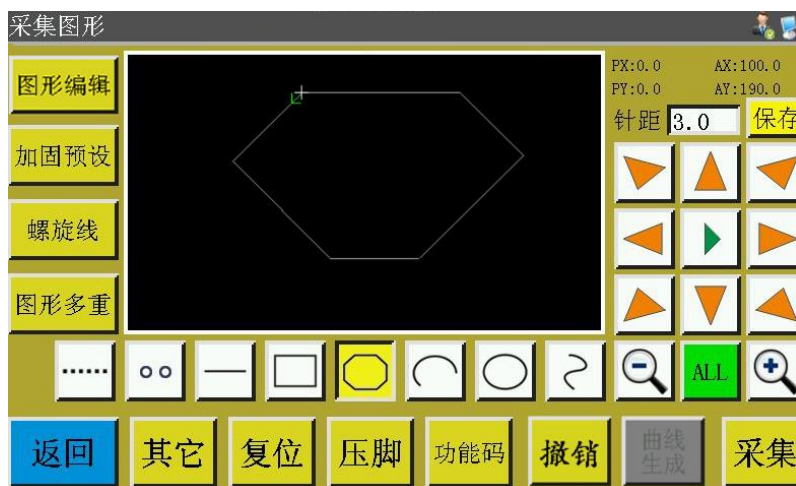 采集图形
图形编辑
加固预设
螺旋线
图形多重
PX:0.0 AX:100.0
PY:0.0 AY:190.0
针距 3.0 保存
ALL
返回 其它 复位 压脚 功能码 撤销 曲线 采集
生成